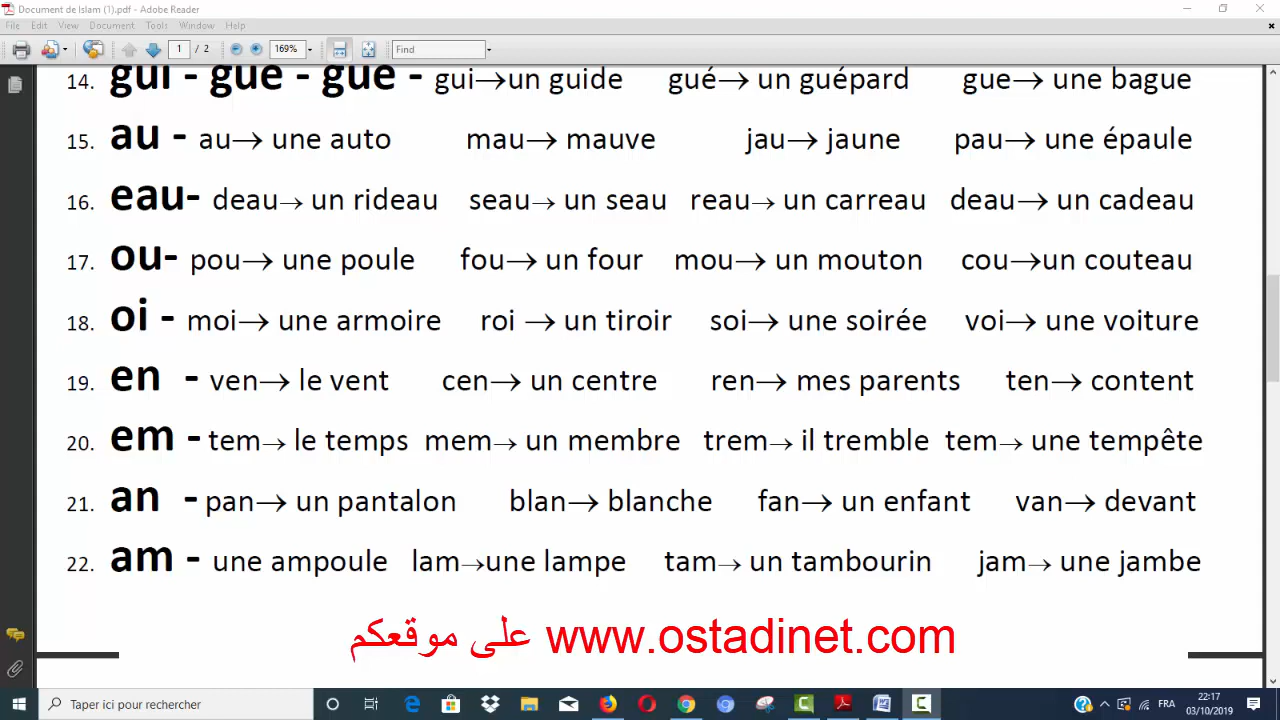 Document de Islam (1).pdf - Adobe Reader
File Edit View Document Tools Window Help
1 / 2 169% Find
14. gui - gué - gue - gui→un guide gué→ un guépard gue→ une bague
15. au - au→ une auto mau→ mauve jau→ jaune pau→ une épaule
16. eau- deau→ un rideau seau→ un seau reau→ un carreau deau→ un cadeau
17. ou- pou→ une poule fou→ un four mou→ un mouton cou→un couteau
18. oi - moi→ une armoire roi → un tiroir soi→ une soirée voi→ une voiture
19. en - ven→ le vent cen→ un centre ren→ mes parents ten→ content
20. em - tem→ le temps mem→ un membre trem→ il tremble tem→ une tempête
21. an - pan→ un pantalon blan→ blanche fan→ un enfant van→ devant
22. am - une ampoule lam→une lampe tam→ un tambourin jam→ une jambe
على موقعكم www.ostadinet.com
Taper ici pour rechercher
FRA 22:17
03/10/2019